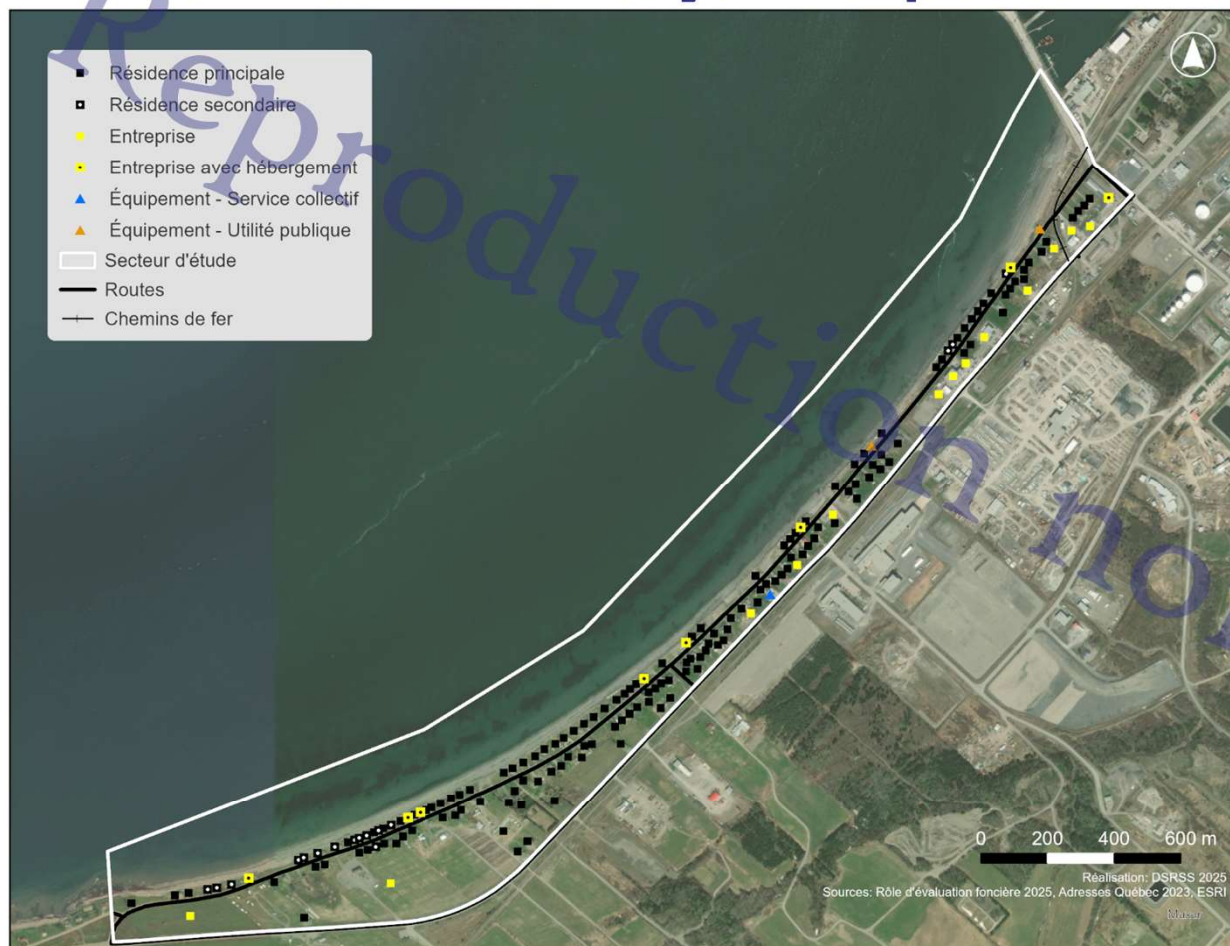 Résidence principale
Résidence secondaire
Entreprise
Entreprise avec hébergement
Équipement - Service collectif
Équipement - Utilité publique
Secteur d'étude
Routes
Chemins de fer
Reproduction no
0 200 400 600 m
Réalisation: DSRSS 2025
Sources: Rôle d'évaluation foncière 2025, Adresses Québec 2023, ESRI
Maxar